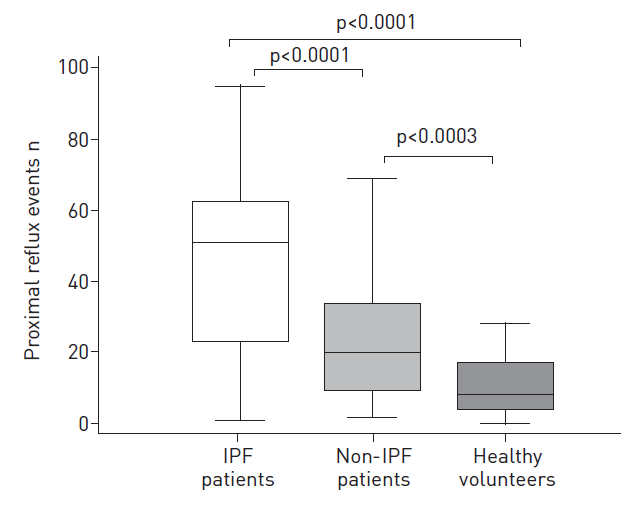 p<0.0001
p<0.0001
100
80
p<0.0003
60
40
20
0
Proximal reflux events n
IPF
patients
Non-IPF
patients
Healthy
volunteers